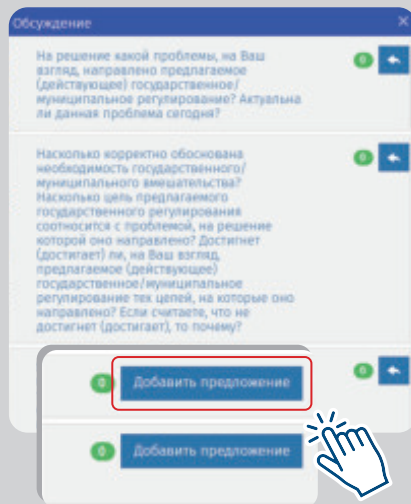 Обсуждение ×
На решение какой проблемы, на Ваш
взгляд, направлено предлагаемое
(действующее) государственное/
муниципальное регулирование? Актуальна
ли данная проблема сегодня?
0
Насколько корректно обоснована
необходимость государственного/
муниципального вмешательства?
Насколько цель предлагаемого
государственного регулирования
соотносится с проблемой, на решение
которой оно направлено? Достигнет
(достигает) ли, на Ваш взгляд,
предлагаемое (действующее)
государственное/муниципальное
регулирование тех целей, на которые оно
направлено? Если считаете, что не
достигнет (достигает), то почему?
0
0
0 Добавить предложение
0 Добавить предложение